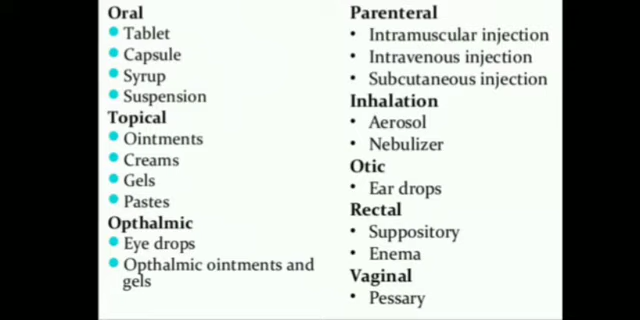 Oral
• Tablet
• Capsule
• Syrup
• Suspension
Topical
• Ointments
• Creams
• Gels
• Pastes
Opthalmic
• Eye drops
• Opthalmic ointments and
gels
Parenteral
• Intramuscular injection
• Intravenous injection
• Subcutaneous injection
Inhalation
• Aerosol
• Nebulizer
Otic
• Ear drops
Rectal
• Suppository
• Enema
Vaginal
• Pessary